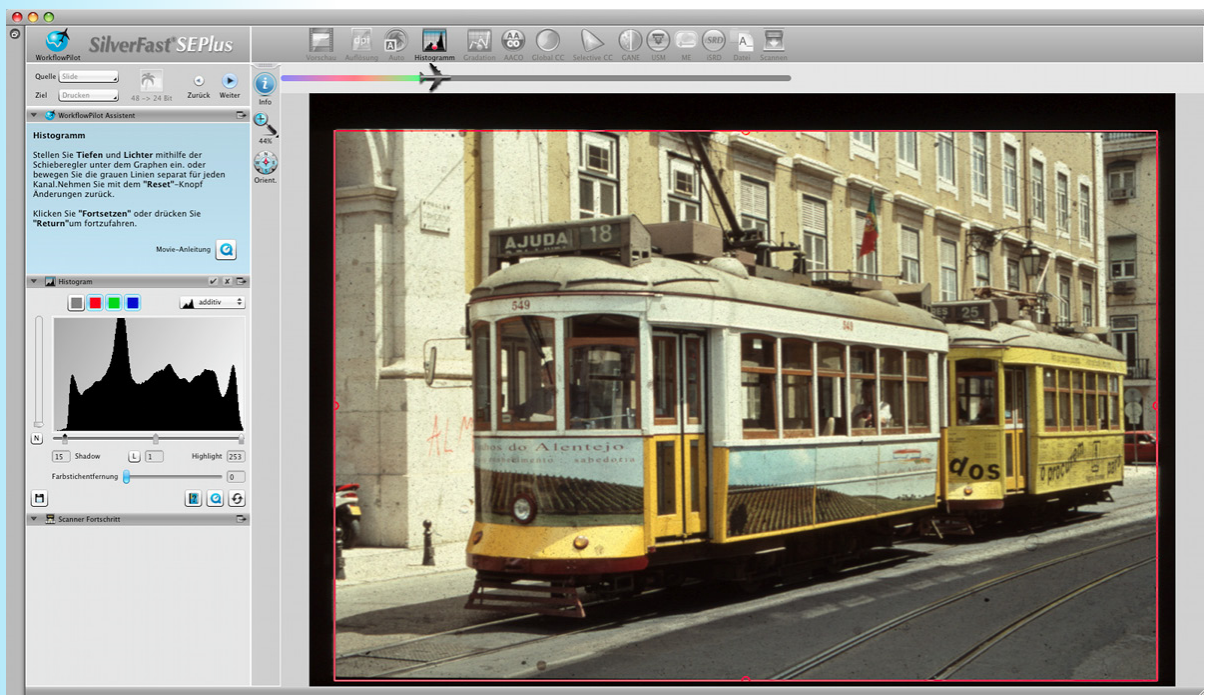 WorkflowPilot
SilverFast® SEPlus
Vorschau
Auflösung
Auto
Histogramm
Gradation
AACO
Global CC
Selective CC
GANE
USM
ME
iSRD
Datei
Scannen
Quelle Slide
Ziel Drucken
48 -> 24 Bit
Zurück
Weiter
Info
44%
Orient.
WorkflowPilot Assistent
Histogramm
Stellen Sie Tiefen und Lichter mithilfe der
Schieberegler unter dem Graphen ein. oder
bewegen Sie die grauen Linien separat für jeden
Kanal.Nehmen Sie mit dem "Reset"-Knopf
Änderungen zurück.
Klicken Sie "Fortsetzen" oder drücken Sie
"Return"um fortzufahren.
Movie-Anleitung
Histogram
additiv
N
15 Shadow L 1 Highlight 253
Farbstichentfernung 0
Scanner Fortschritt
AJUDA 18
549
549
25
do Alentejo
sabedoria
dos